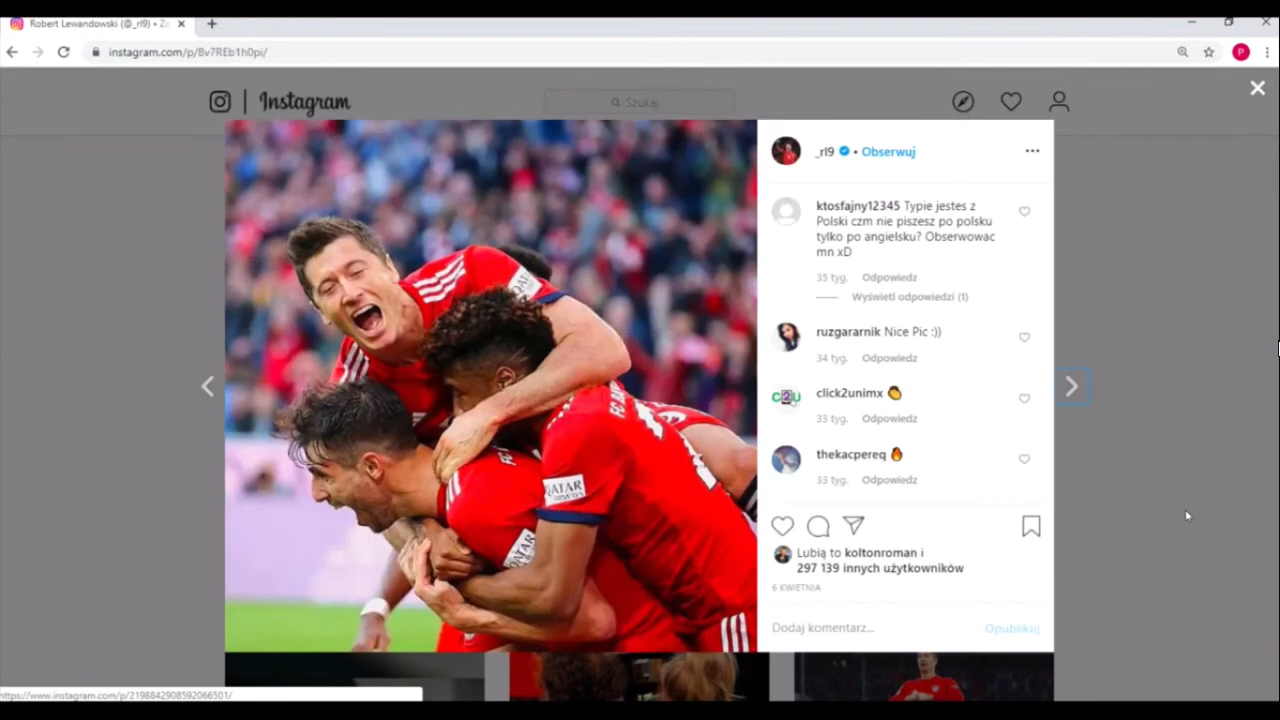 Robert Lewandowski (@_rl9) • Z
instagram.com/p/Bv7REb1h0pi/
P
Instagram
Szukaj
_rl9 • Obserwuj
ktosfajny12345 Typie jestes z
Polski czm nie piszesz po polsku
tylko po angielsku? Obserwowac
mn xD
35 tyg. Odpowiedz
Wyświetl odpowiedzi (1)
ruzgararnik Nice Pic :))
34 tyg. Odpowiedz
C2U
click2unimx 👏
33 tyg. Odpowiedz
thekacpereq 🔥
33 tyg. Odpowiedz
Lubią to koltonroman i
297 139 innych użytkowników
6 KWIETNIA
Dodaj komentarz... Opublikuj
QATAR
QATAR
AIRWAYS
QATAR
https://www.instagram.com/p/2198842908592066501/